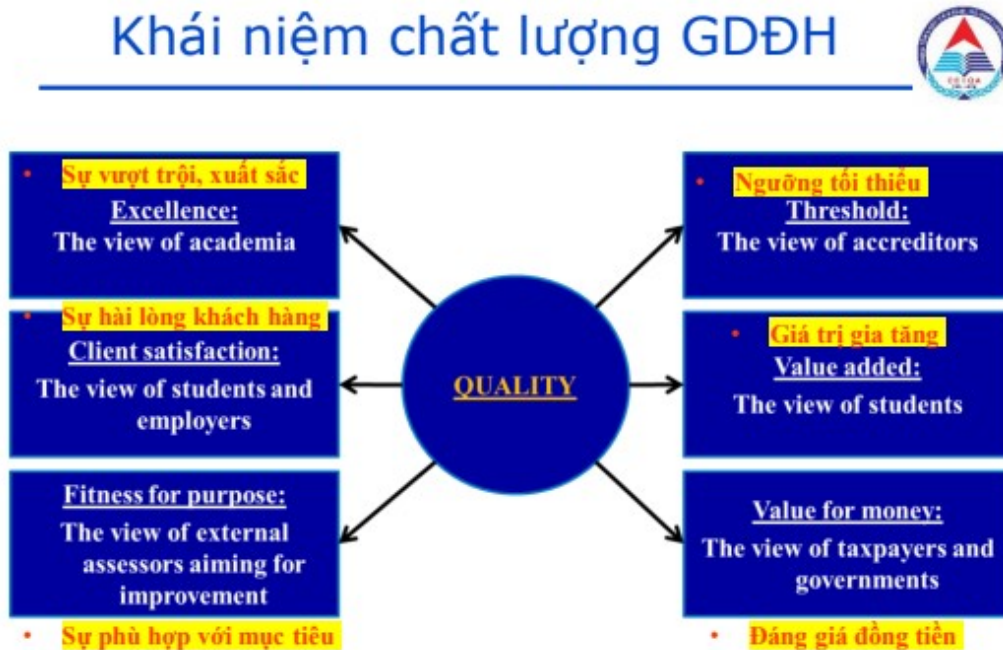 Khái niệm chất lượng GDĐH
• Sự vượt trội, xuất sắc
Excellence:
The view of academia
• Sự hài lòng khách hàng
Client satisfaction:
The view of students and
employers
Fitness for purpose:
The view of external
assessors aiming for
improvement
• Sự phù hợp với mục tiêu
QUALITY
• Ngưỡng tối thiểu
Threshold:
The view of accreditors
• Giá trị gia tăng
Value added:
The view of students
Value for money:
The view of taxpayers and
governments
• Đáng giá đồng tiền